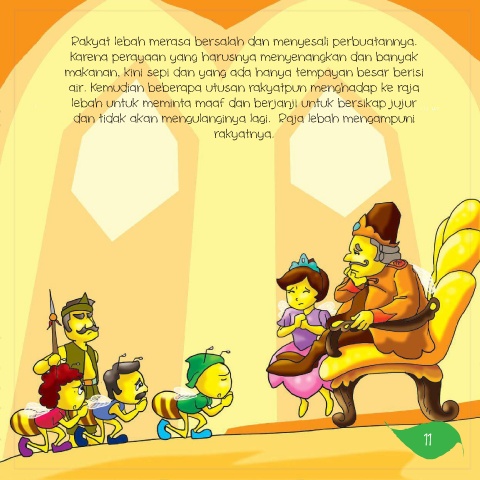 Rakyat lebah merasa bersalah dan menyesali perbuatannya.
Karena perayaan yang harusnya menyenangkan dan banyak
makanan, kini sepi dan yang ada hanya tempayan besar berisi
air. Kemudian beberapa utusan rakyatpun menghadap ke raja
lebah untuk meminta maaf dan berjanji untuk bersikap jujur
dan tidak akan mengulanginya lagi. Raja lebah mengampuni
rakyatnya.
11